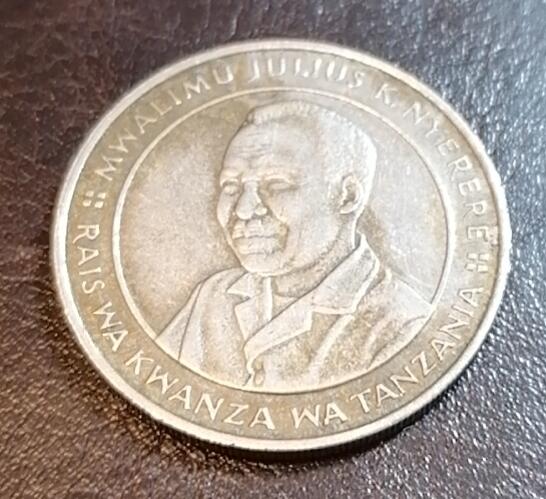 MWALIMU JULIUS K. NYERERE
RAIS WA KWANZA WA TANZANIA